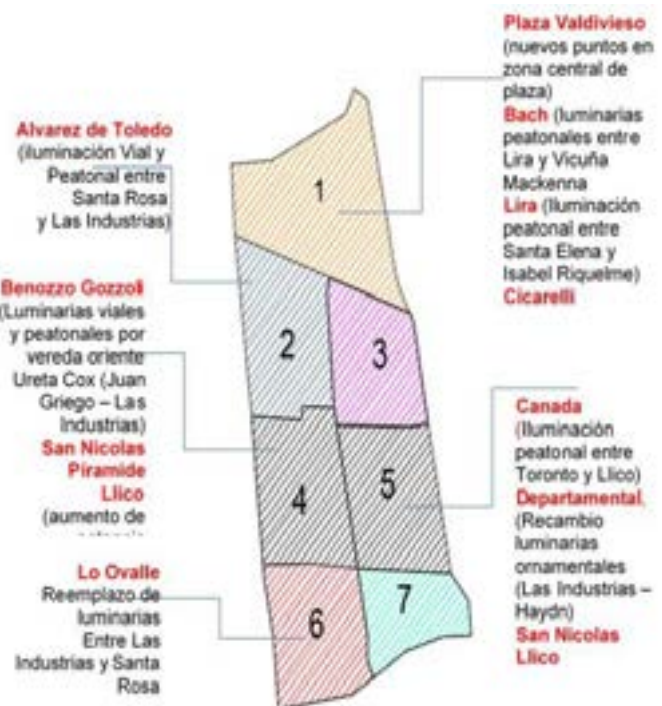 Plaza Valdivieso
(nuevos puntos en
zona central de
plaza)
Bach (luminarias
peatonales entre
Lira y Vicuña
Mackenna
Lira (Iluminación
peatonal entre
Santa Elena y
Isabel Riquelme)
Cicarelli
Alvarez de Toledo
(iluminación Vial y
Peatonal entre
Santa Rosa
y Las Industrias)
Benozzo Gozzoli
(Luminarias viales
y peatonales por
vereda oriente
Ureta Cox (Juan
Griego – Las
Industrias)
San Nicolas
Piramide
Llico
(aumento de
Lo Ovalle
Reemplazo de
luminarias
Entre Las
Industrias y Santa
Rosa
Canada
(Iluminación
peatonal entre
Toronto y Llico)
Departamental,
(Recambio
luminarias
ornamentales
(Las Industrias –
Haydn)
San Nicolas
Llico
1
2
3
4
5
6
7